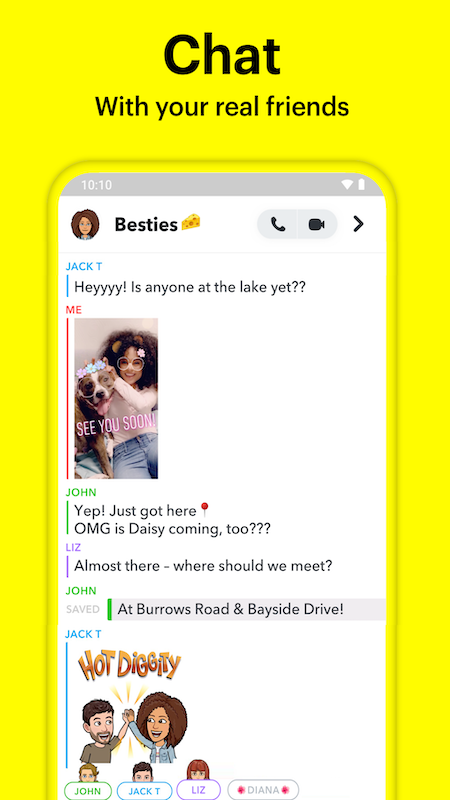 Chat
With your real friends
10:10
Besties🧀
JACK T
Heyyyy! Is anyone at the lake yet??
ME
SEE YOU SOON!
JOHN
Yep! Just got here📍
OMG is Daisy coming, too???
LIZ
Almost there – where should we meet?
JOHN
SAVED
At Burrows Road & Bayside Drive!
JACK T
HOT DIGGITY
JOHN
JACK T
LIZ
🌺DIANA🌺